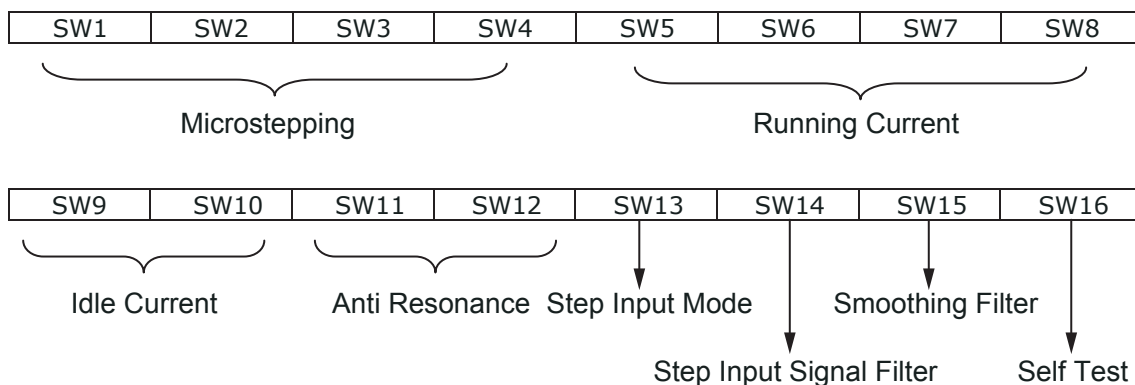 SW1 SW2 SW3 SW4 SW5 SW6 SW7 SW8
Microstepping Running Current
SW9 SW10 SW11 SW12 SW13 SW14 SW15 SW16
Idle Current Anti Resonance Step Input Mode Smoothing Filter
Step Input Signal Filter Self Test